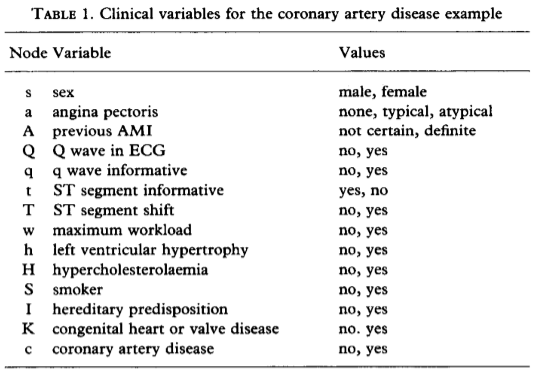 TABLE 1. Clinical variables for the coronary artery disease example
Node Variable Values
s sex male, female
a angina pectoris none, typical, atypical
A previous AMI not certain, definite
Q Q wave in ECG no, yes
q q wave informative no, yes
t ST segment informative yes, no
T ST segment shift no, yes
w maximum workload no, yes
h left ventricular hypertrophy no, yes
H hypercholesterolaemia no, yes
S smoker no, yes
I hereditary predisposition no, yes
K congenital heart or valve disease no. yes
c coronary artery disease no, yes